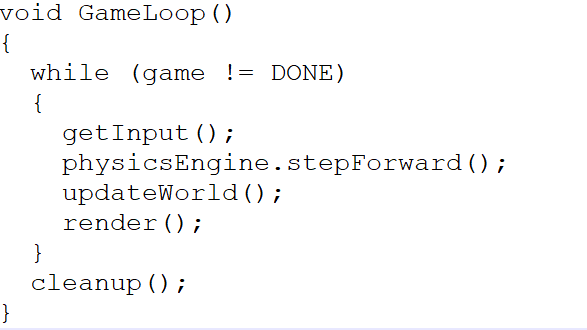 void GameLoop()
{
  while (game != DONE)
  {
    getInput();
    physicsEngine.stepForward();
    updateWorld();
    render();
  }
  cleanup();
}